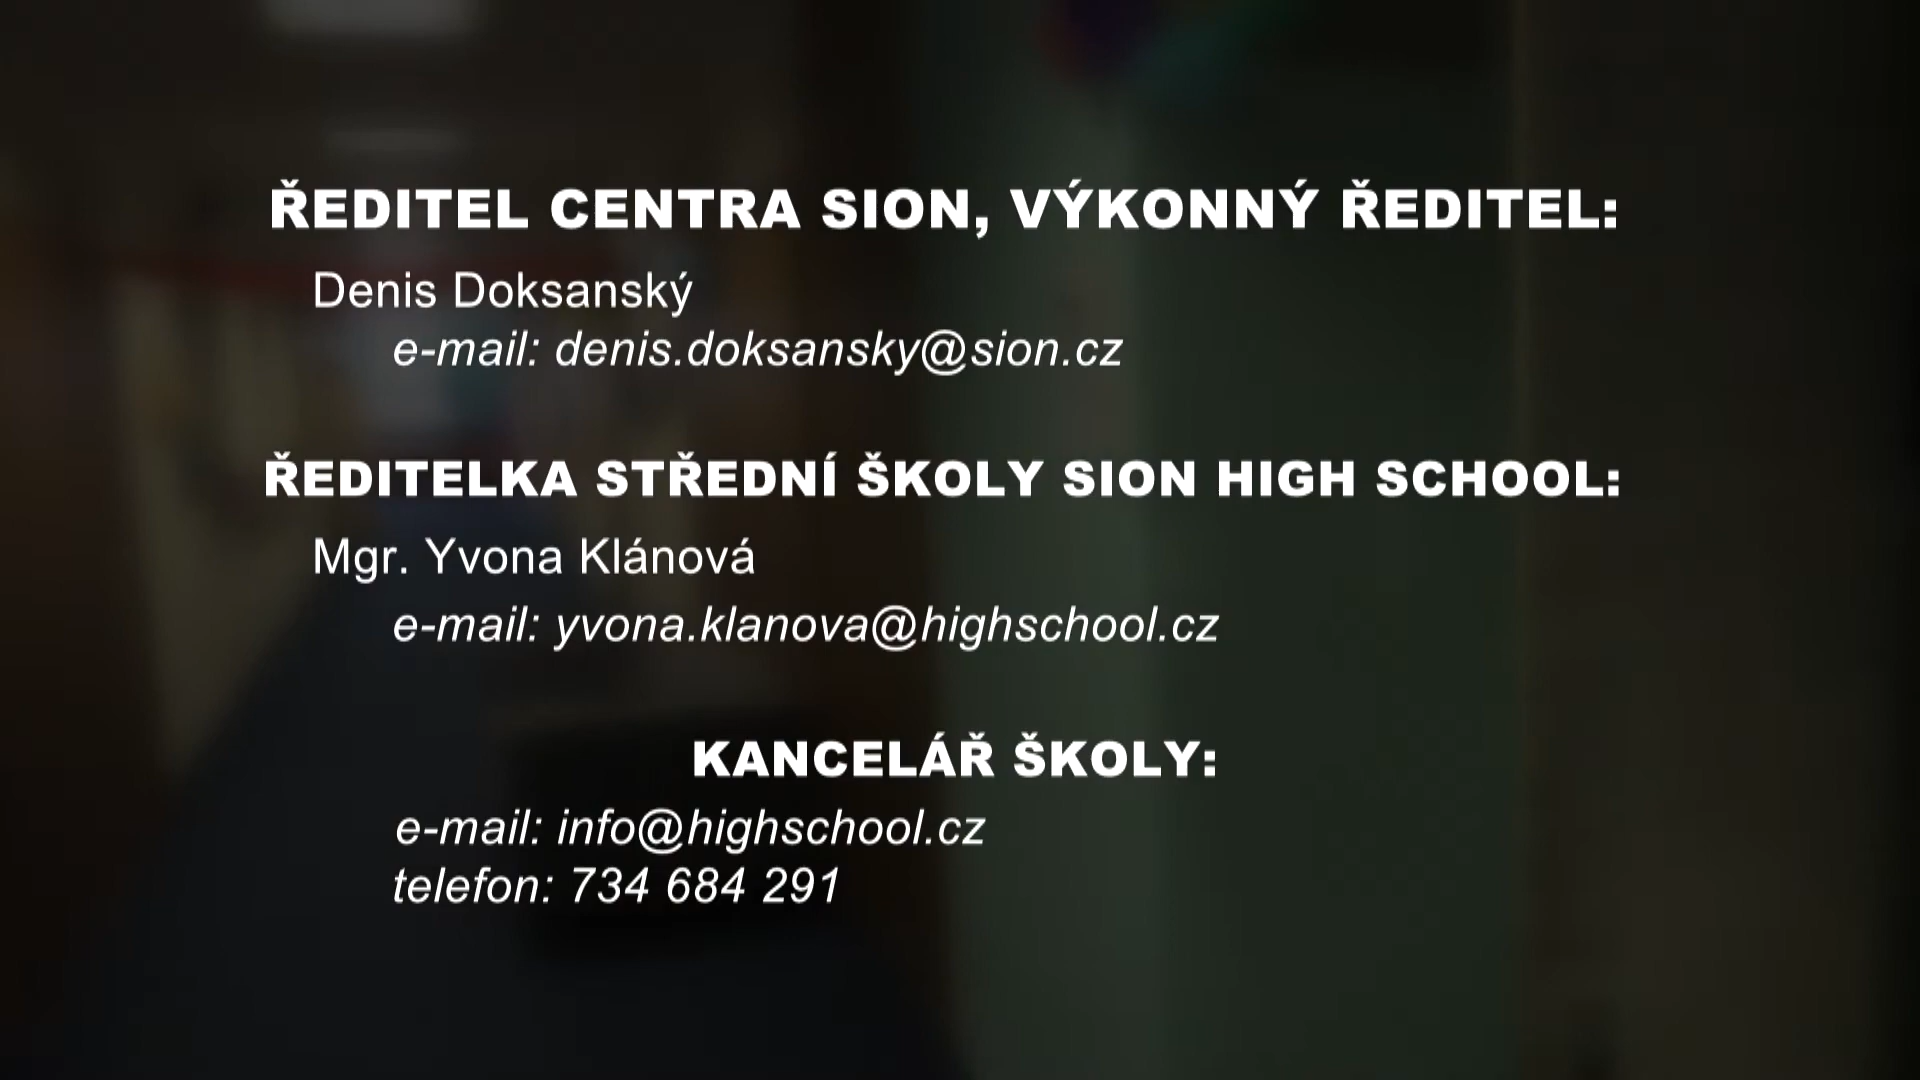 ŘEDITEL CENTRA SION, VÝKONNÝ ŘEDITEL:
Denis Doksanský
e-mail: denis.doksansky@sion.cz
ŘEDITELKA STŘEDNÍ ŠKOLY SION HIGH SCHOOL:
Mgr. Yvona Klánová
e-mail: yvona.klanova@highschool.cz
KANCELÁŘ ŠKOLY:
e-mail: info@highschool.cz
telefon: 734 684 291